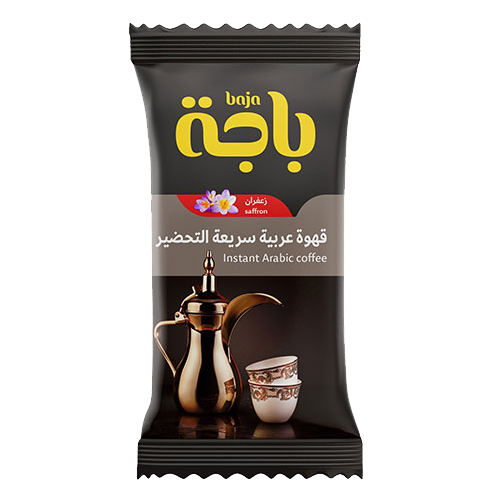 baja
باجة
زعفران
saffron
قهوة عربية سريعة التحضير
Instant Arabic coffee